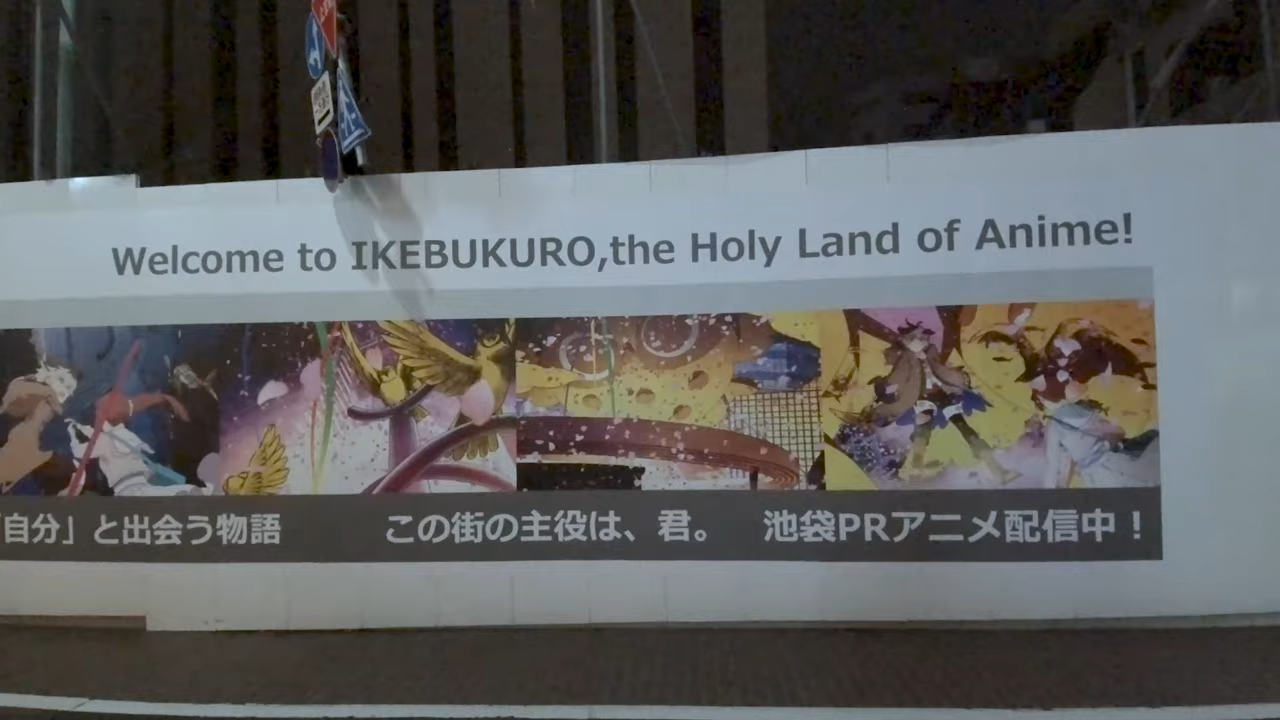 Welcome to IKEBUKURO,the Holy Land of Anime!
「自分」と出会う物語 この街の主役は、君。 池袋PRアニメ配信中！